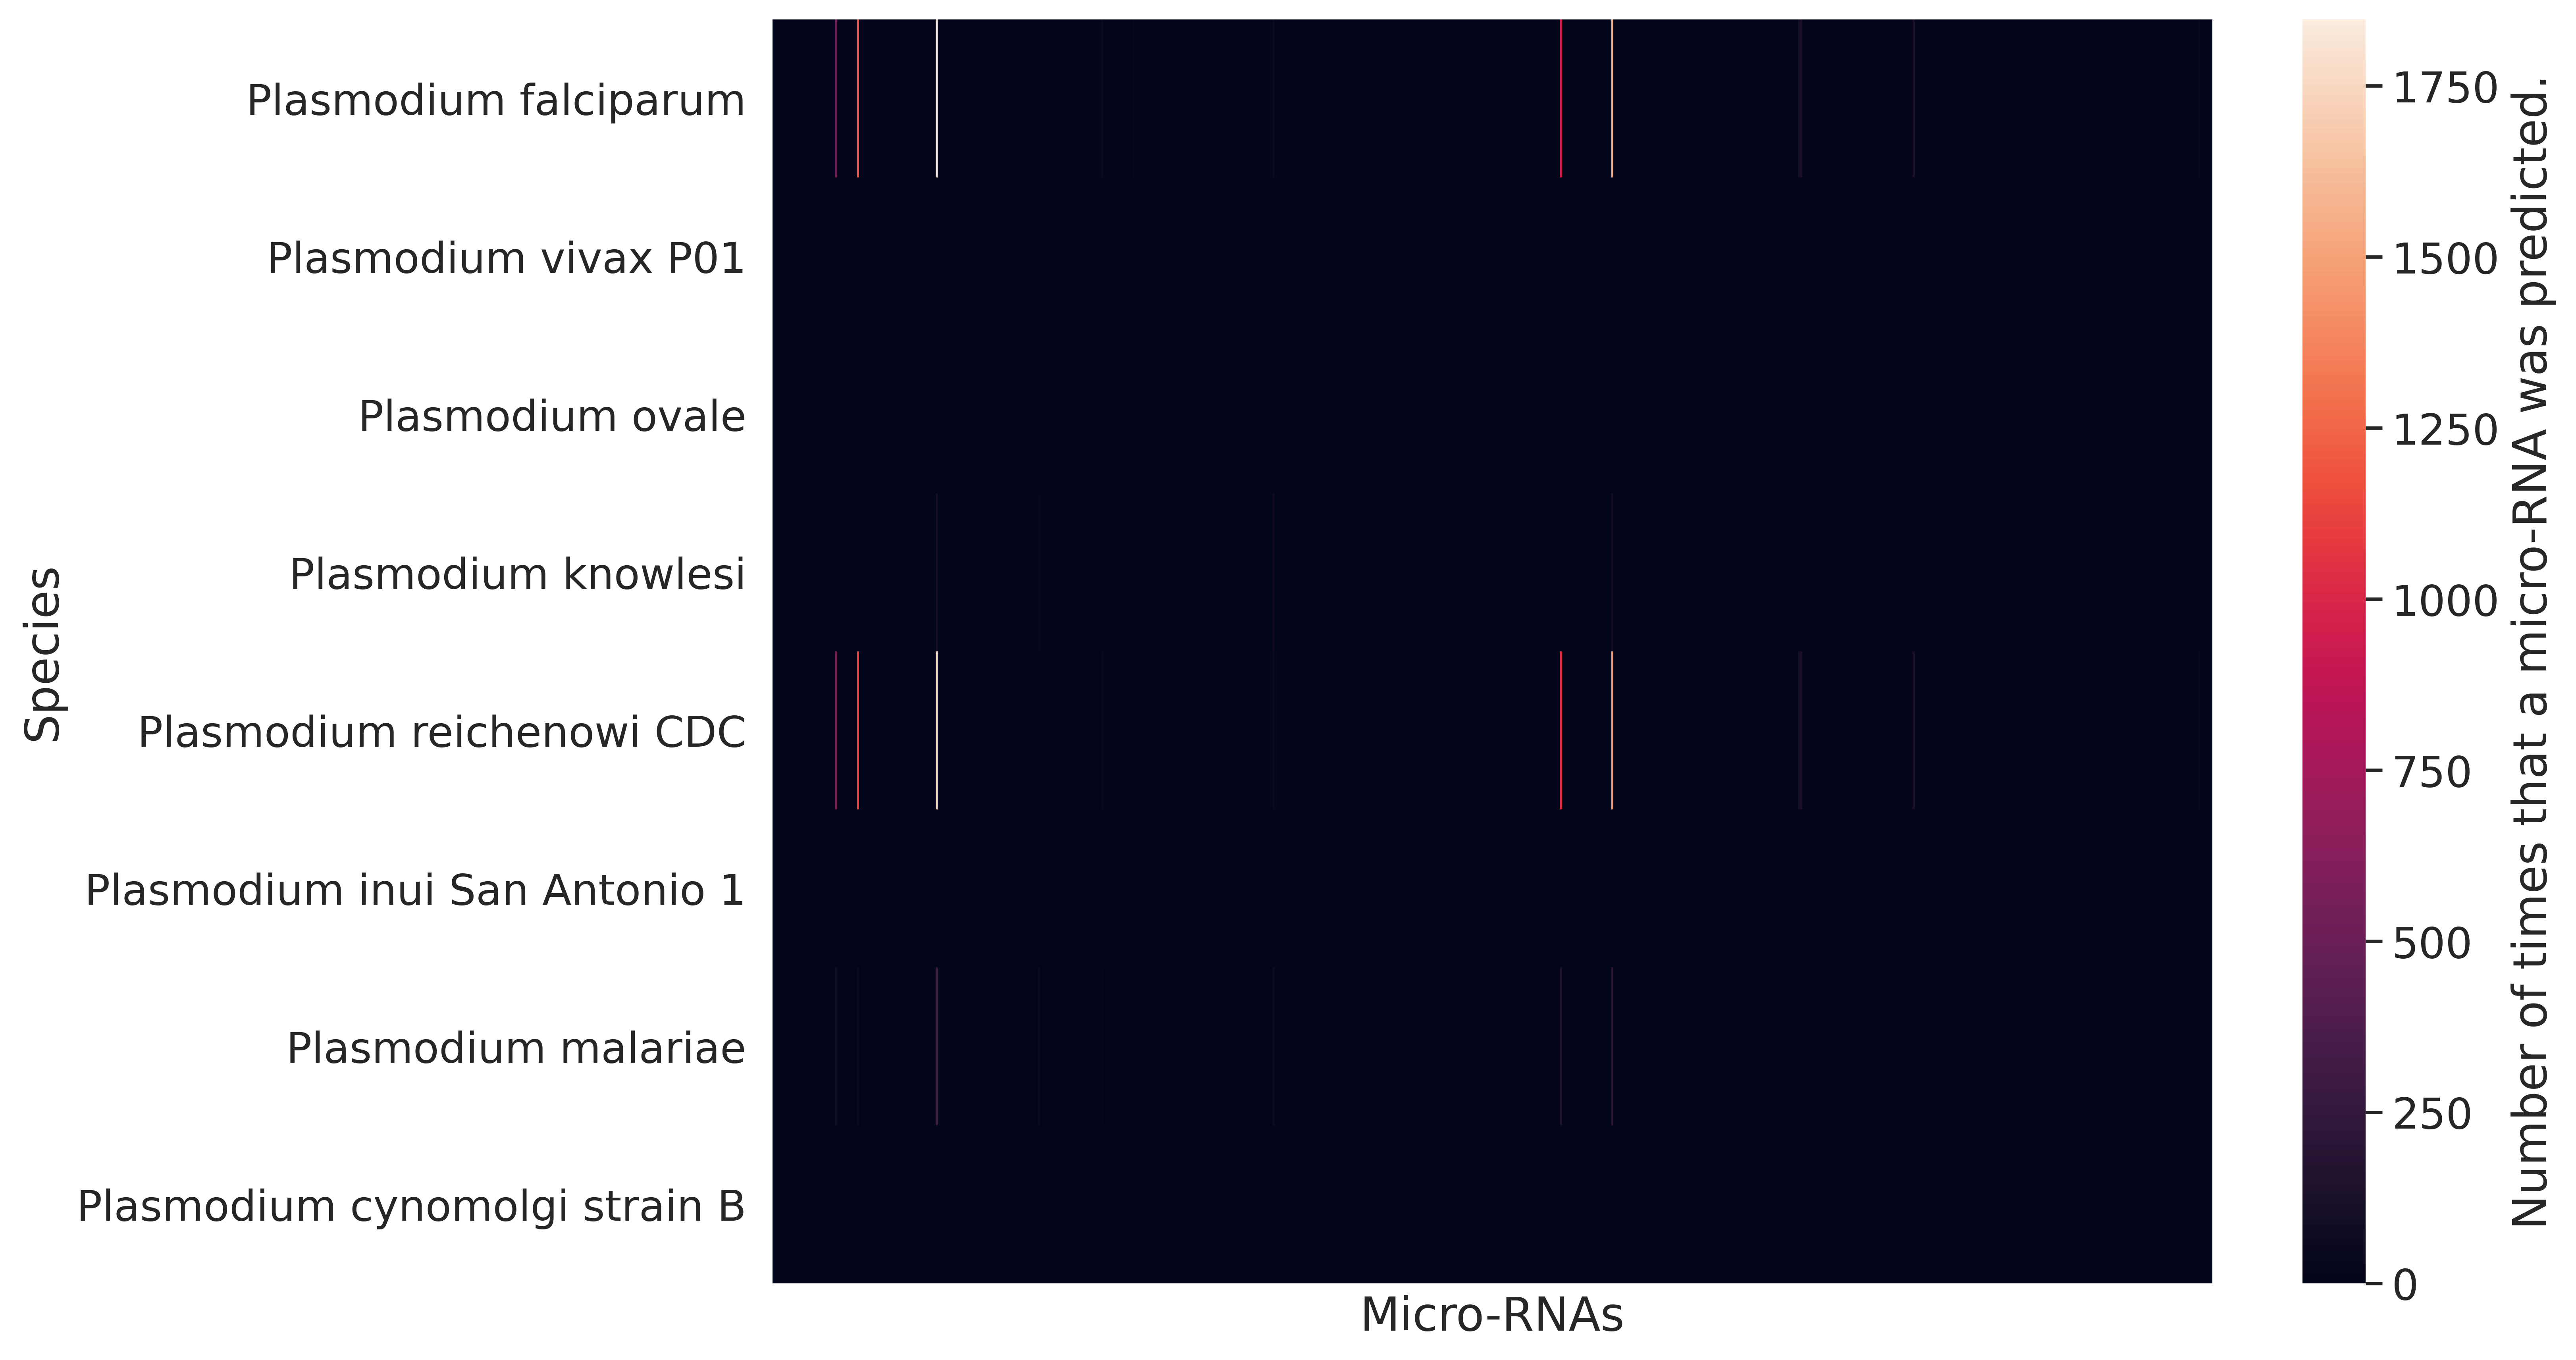 Species
Plasmodium falciparum
Plasmodium vivax P01
Plasmodium ovale
Plasmodium knowlesi
Plasmodium reichenowi CDC
Plasmodium inui San Antonio 1
Plasmodium malariae
Plasmodium cynomolgi strain B
Micro-RNAs
1750
1500
1250
1000
750
500
250
0
Number of times that a micro-RNA was predicted.